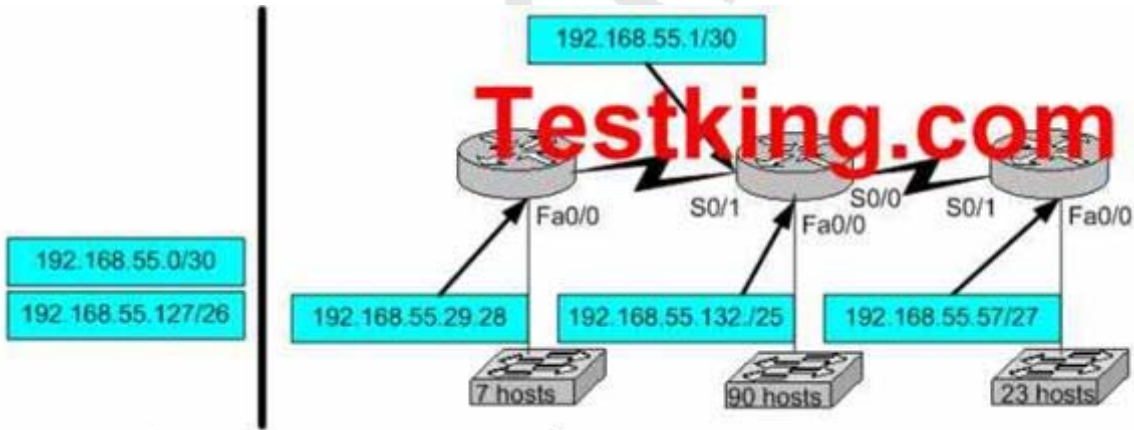 192.168.55.1/30
Testking.com
S0/1
S0/0
S0/1
Fa0/0
Fa0/0
Fa0/0
192.168.55.0/30
192.168.55.127/26
192.168.55.29.28
192.168.55.132./25
192.168.55.57/27
7 hosts
90 hosts
23 hosts